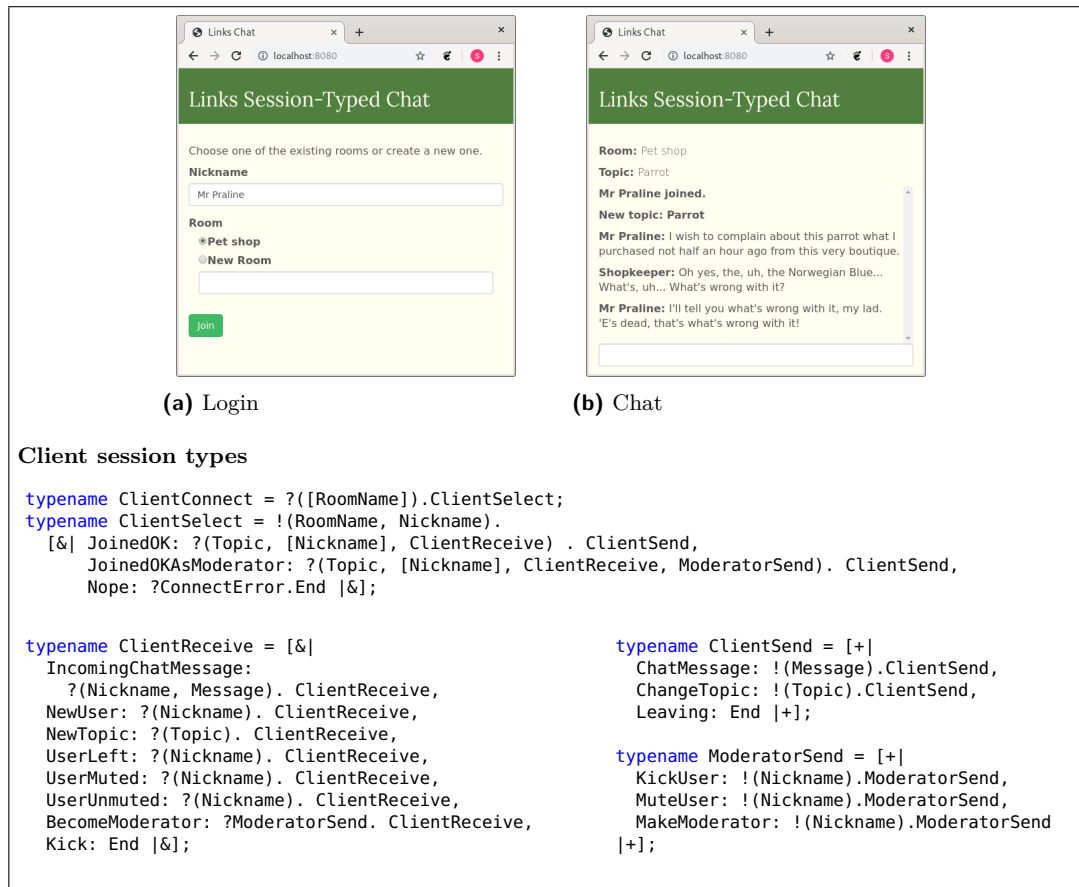 Links Chat
localhost:8080
Links Session-Typed Chat
Choose one of the existing rooms or create a new one.
Nickname
Mr Praline
Room
Pet shop
New Room
Join
(a) Login
Links Chat
localhost:8080
Links Session-Typed Chat
Room: Pet shop
Topic: Parrot
Mr Praline joined.
New topic: Parrot
Mr Praline: I wish to complain about this parrot what I
purchased not half an hour ago from this very boutique.
Shopkeeper: Oh yes, the, uh, the Norwegian Blue...
What's, uh... What's wrong with it?
Mr Praline: I'll tell you what's wrong with it, my lad.
'E's dead, that's what's wrong with it!
(b) Chat
Client session types
typename ClientConnect = ?([RoomName]).ClientSelect;
typename ClientSelect = !(RoomName, Nickname).
[&| JoinedOK: ?(Topic, [Nickname], ClientReceive) . ClientSend,
JoinedOKAsModerator: ?(Topic, [Nickname], ClientReceive, ModeratorSend). ClientSend,
Nope: ?ConnectError.End |&];
typename ClientReceive = [&|
IncomingChatMessage:
?(Nickname, Message). ClientReceive,
NewUser: ?(Nickname). ClientReceive,
NewTopic: ?(Topic). ClientReceive,
UserLeft: ?(Nickname). ClientReceive,
UserMuted: ?(Nickname). ClientReceive,
UserUnmuted: ?(Nickname). ClientReceive,
BecomeModerator: ?ModeratorSend. ClientReceive,
Kick: End |&];
typename ClientSend = [+|
ChatMessage: !(Message).ClientSend,
ChangeTopic: !(Topic).ClientSend,
Leaving: End |+];
typename ModeratorSend = [+|
KickUser: !(Nickname).ModeratorSend,
MuteUser: !(Nickname).ModeratorSend,
MakeModerator: !(Nickname).ModeratorSend
|+];